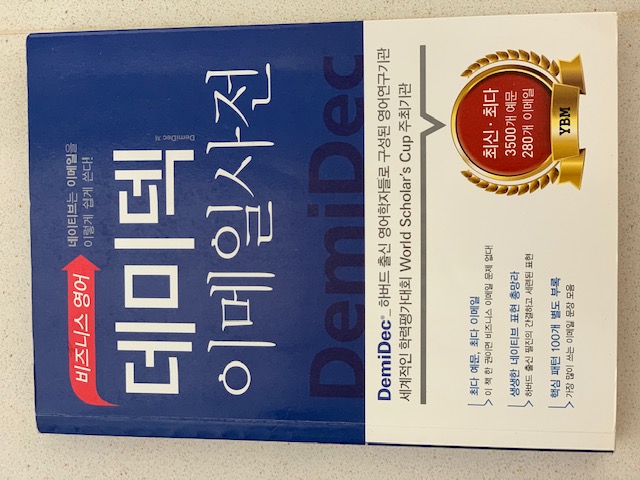 네이티브는 이메일을
이렇게 쉽게 쓴다!
비즈니스 영어
데미덱
DemiDec 저
이메일사전
DemiDec
DemiDec®_ 하버드 출신 영어학자들로 구성된 영어연구기관
세계적인 학력평가대회 World Scholar's Cup 주최기관
최신·최다
3500개 예문
280개 이메일
YBM
최다 예문, 최다 이메일
이 책 한 권이면 비즈니스 이메일 문제 없다!
생생한 네이티브 표현 총망라
하버드 출신 필진의 간결하고 세련된 표현
핵심 패턴 100개 별도 부록
가장 많이 쓰는 이메일 문장 모음